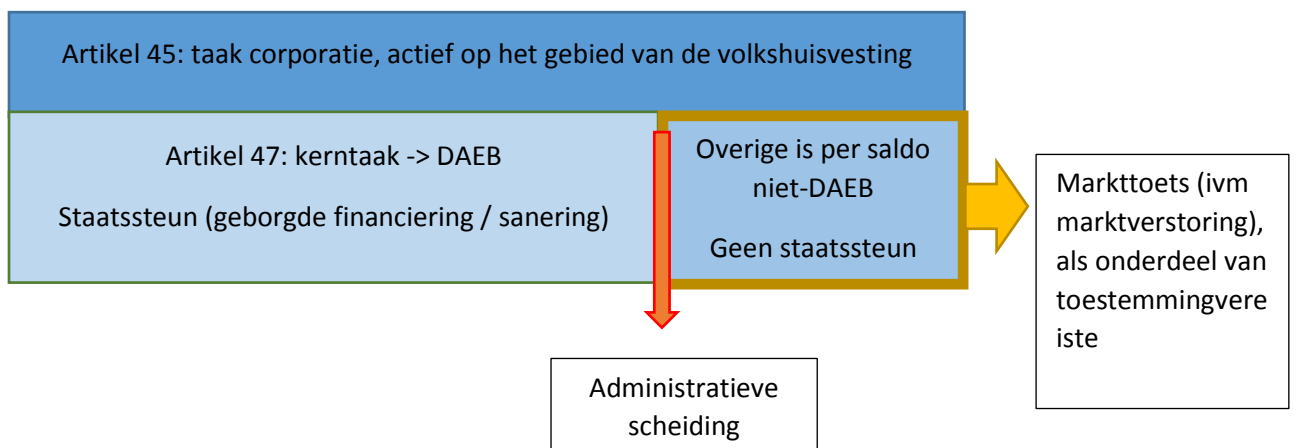 Artikel 45: taak corporatie, actief op het gebied van de volkshuisvesting
Artikel 47: kerntaak -> DAEB
Staatssteun (geborgde financiering / sanering)
Overige is per saldo
niet-DAEB
Geen staatssteun
Markttoets (ivm
marktverstoring),
als onderdeel van
toestemmingvere
iste
Administratieve
scheiding